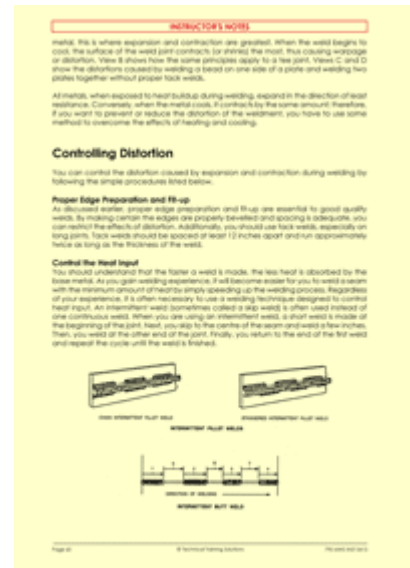 INSTRUCTOR'S NOTES
metal, this is where expansion and contraction are greatest. When the weld begins to
cool, the surface of the weld joint contracts (or shrinks) the most, thus causing warpage
or distortion. View B shows how the same principles apply to a tee joint. Views C and D
show the distortions caused by welding a bead on one side of a plate and welding two
plates together without proper tack welds.
All metals, when exposed to heat buildup during welding, expand in the direction of least
resistance. Conversely, when the metal cools, it contracts by the same amount; therefore,
if you want to prevent or reduce the distortion of the weldment, you have to use some
method to overcome the effects of heating and cooling.
Controlling Distortion
You can control the distortion caused by expansion and contraction during welding by
following the simple procedures listed below.
Proper Edge Preparation and Fit-up
As discussed earlier, proper edge preparation and fit-up are essential to good quality
welds. By making certain the edges are properly bevelled and spacing is adequate, you
can restrict the effects of distortion. Additionally, you should use tack welds, especially on
long joints. Tack welds should be spaced at least 12 inches apart and run approximately
twice as long as the thickness of the weld.
Control the Heat Input
You should understand that the faster a weld is made, the less heat is absorbed by the
base metal. As you gain welding experience, it will become easier for you to weld a seam
with the minimum amount of heat by simply speeding up the welding process. Regardless
of your experience, it is often necessary to use a welding technique designed to control
heat input. An intermittent weld (sometimes called a skip weld) is often used instead of
one continuous weld. When you are using an intermittent weld, a short weld is made at
the beginning of the joint. Next, you skip to the centre of the seam and weld a few inches.
Then, you weld at the other end of the joint. Finally, you return to the end of the first weld
and repeat the cycle until the weld is finished.
CHAIN INTERMITTENT FILLET WELD
STAGGERED INTERMITTENT FILLET WELD
INTERMITTENT FILLET WELDS
DIRECTION OF WELDING
INTERMITTENT BUTT WELD
© Technical Training Solutions